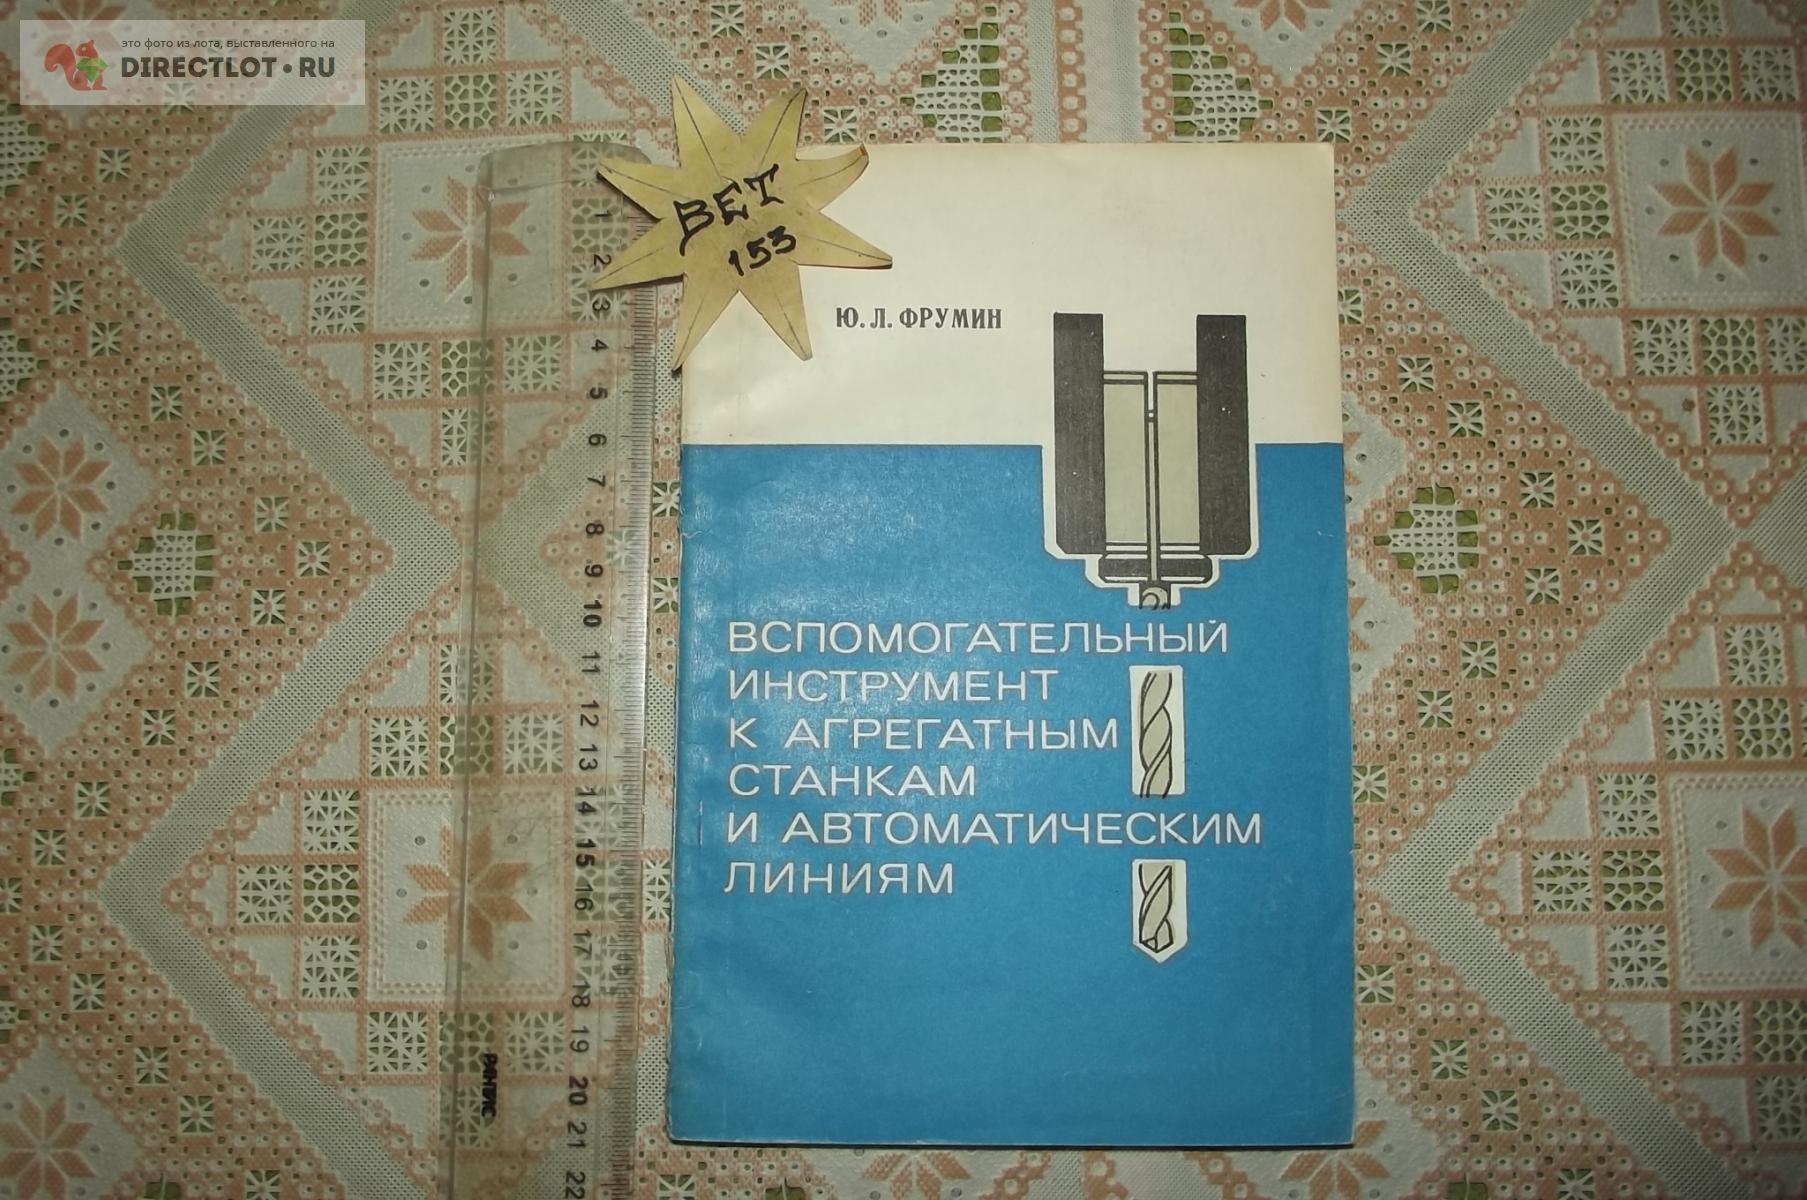 это фото из лота, выставленного на
DIRECTLOT•RU
ВЕТ
153
Ю. Л. ФРУМИН
ВСПОМОГАТЕЛЬНЫЙ
ИНСТРУМЕНТ
К АГРЕГАТНЫМ
СТАНКАМ
И АВТОМАТИЧЕСКИМ
ЛИНИЯМ
1
2
3
4
5
6
7
8
9
10
11
12
13
14
15
16
17
18
19
20
21
22